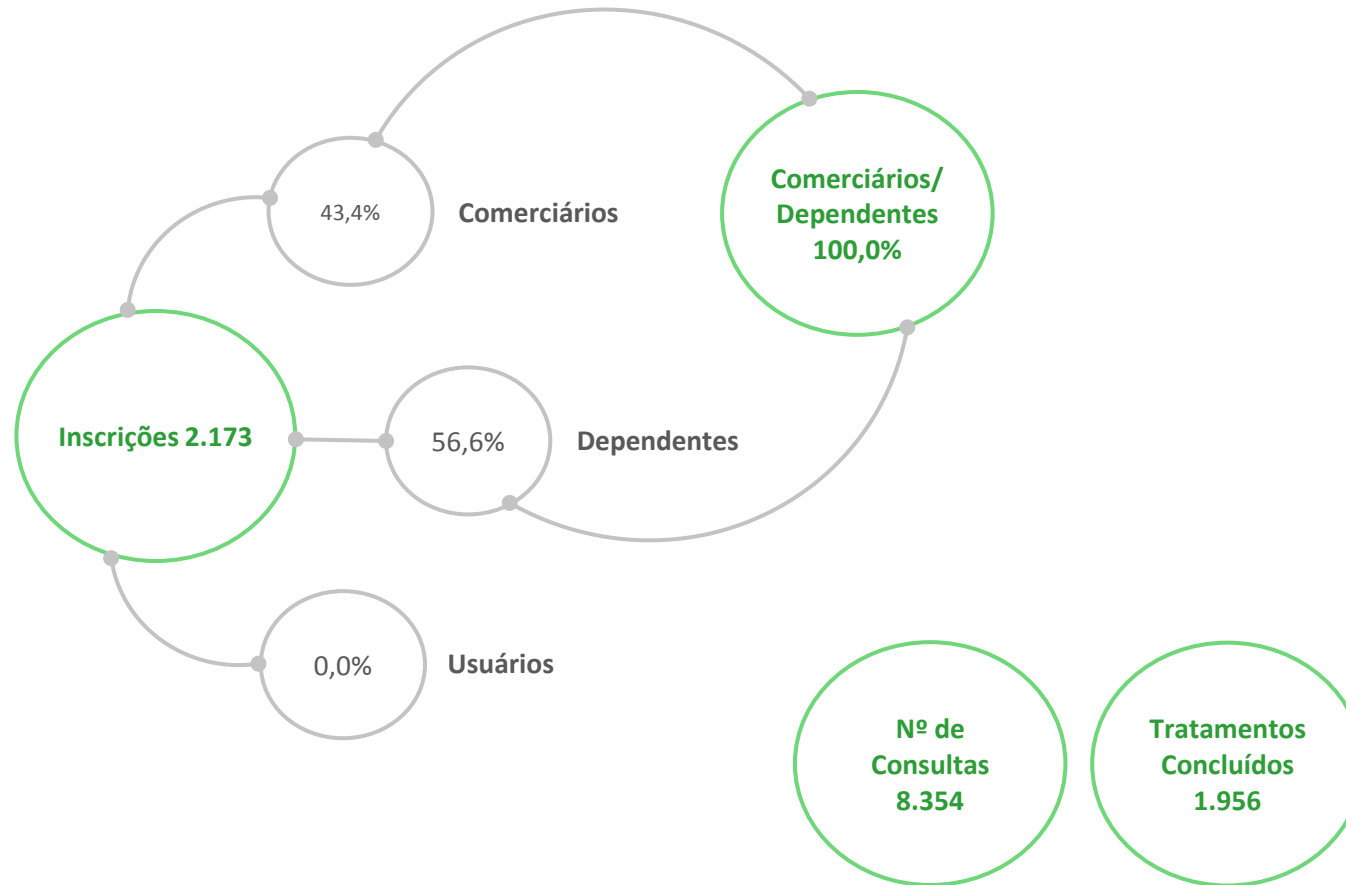 43,4%
Comerciários
Comerciários/
Dependentes
100,0%
Inscrições 2.173
56,6%
Dependentes
0,0%
Usuários
Nº de
Consultas
8.354
Tratamentos
Concluídos
1.956